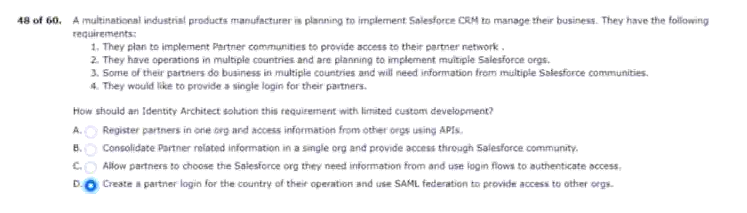 48 of 60. A multinational industrial products manufacturer is planning to implement Salesforce CRM to manage their business. They have the following
requirements:
1. They plan to implement Partner communities to provide access to their partner network .
2. They have operations in multiple countries and are planning to implement multiple Salesforce orgs.
3. Some of their partners do business in multiple countries and will need information from multiple Salesforce communities.
4. They would like to provide a single login for their partners.
How should an Identity Architect solution this requirement with limited custom development?
A. Register partners in one org and access information from other orgs using APIs.
B. Consolidate Partner related information in a single org and provide access through Salesforce community.
C. Allow partners to choose the Salesforce org they need information from and use login flows to authenticate access.
D. Create a partner login for the country of their operation and use SAML federation to provide access to other orgs.